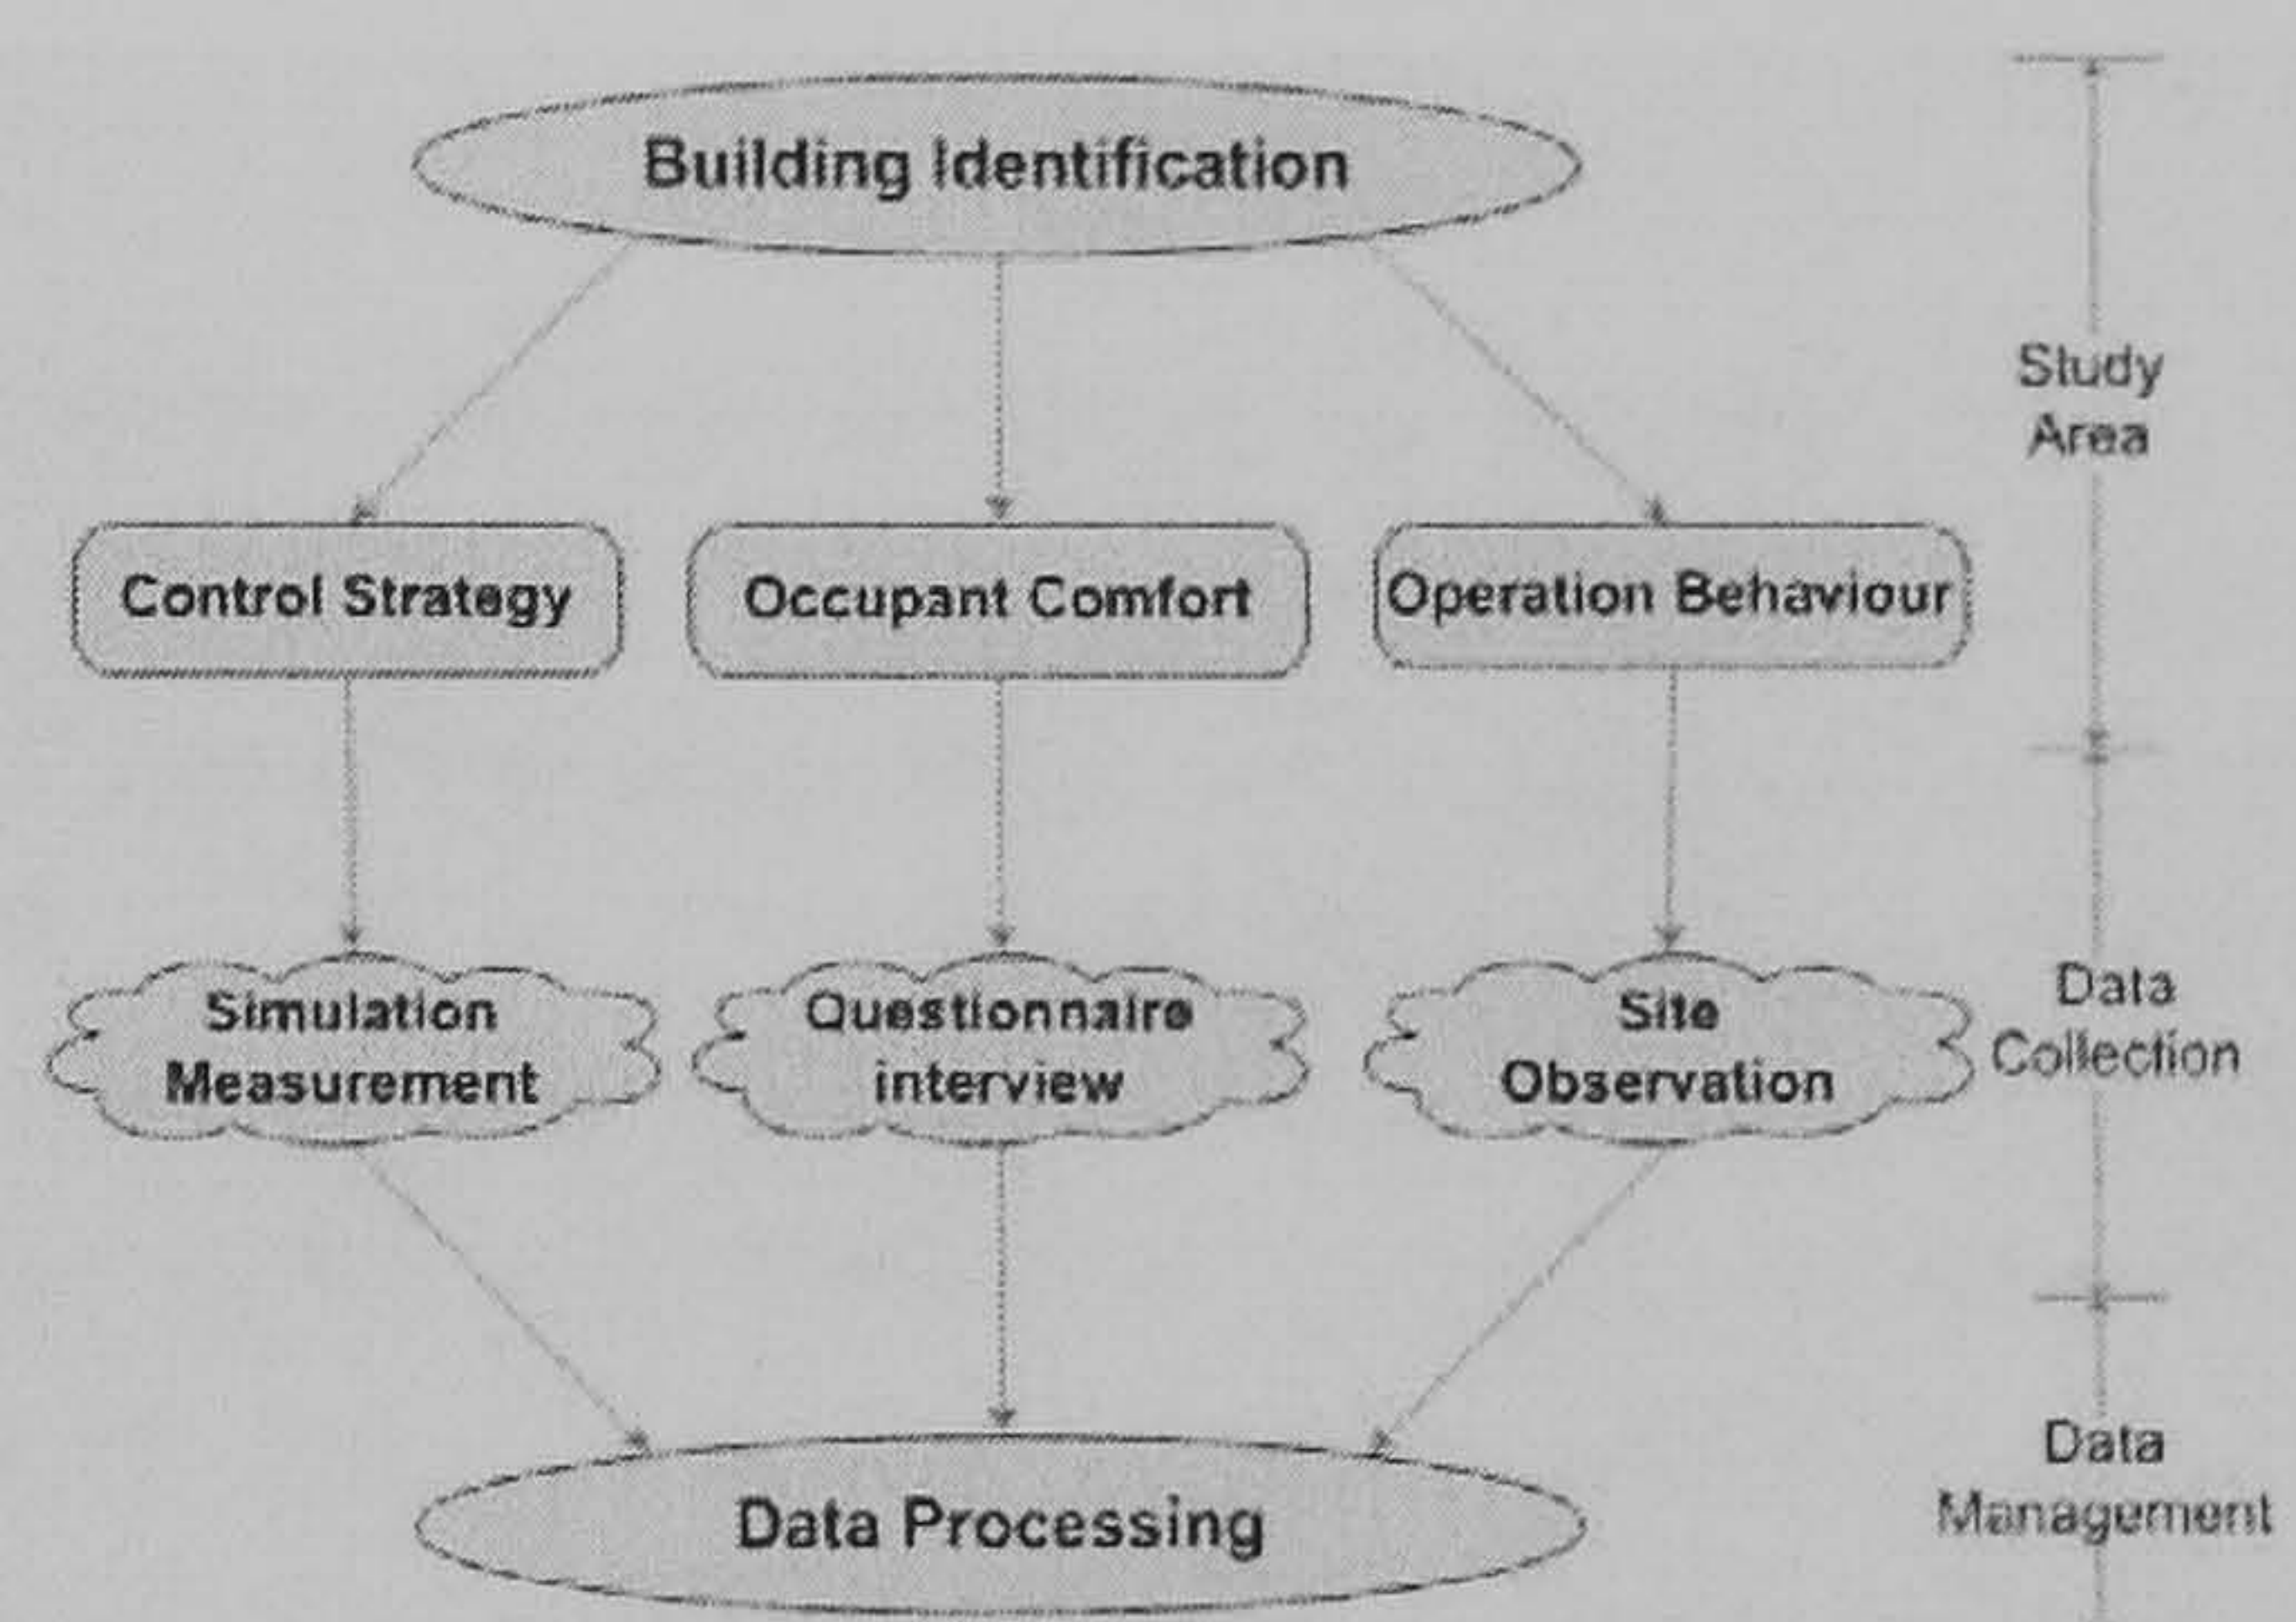 Building Identification
Study
Area
Control Strategy
Occupant Comfort
Operation Behaviour
Simulation
Measurement
Questionnaire
interview
Site
Observation
Data
Collection
Data Processing
Data
Management